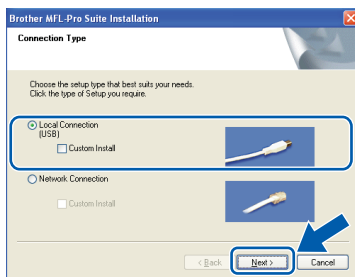 Brother MFL-Pro Suite Installation
Connection Type
Choose the setup type that best suits your needs.
Click the type of Setup you require.
Local Connection
(USB)
Custom Install
Network Connection
Custom Install
< Back
Next >
Cancel